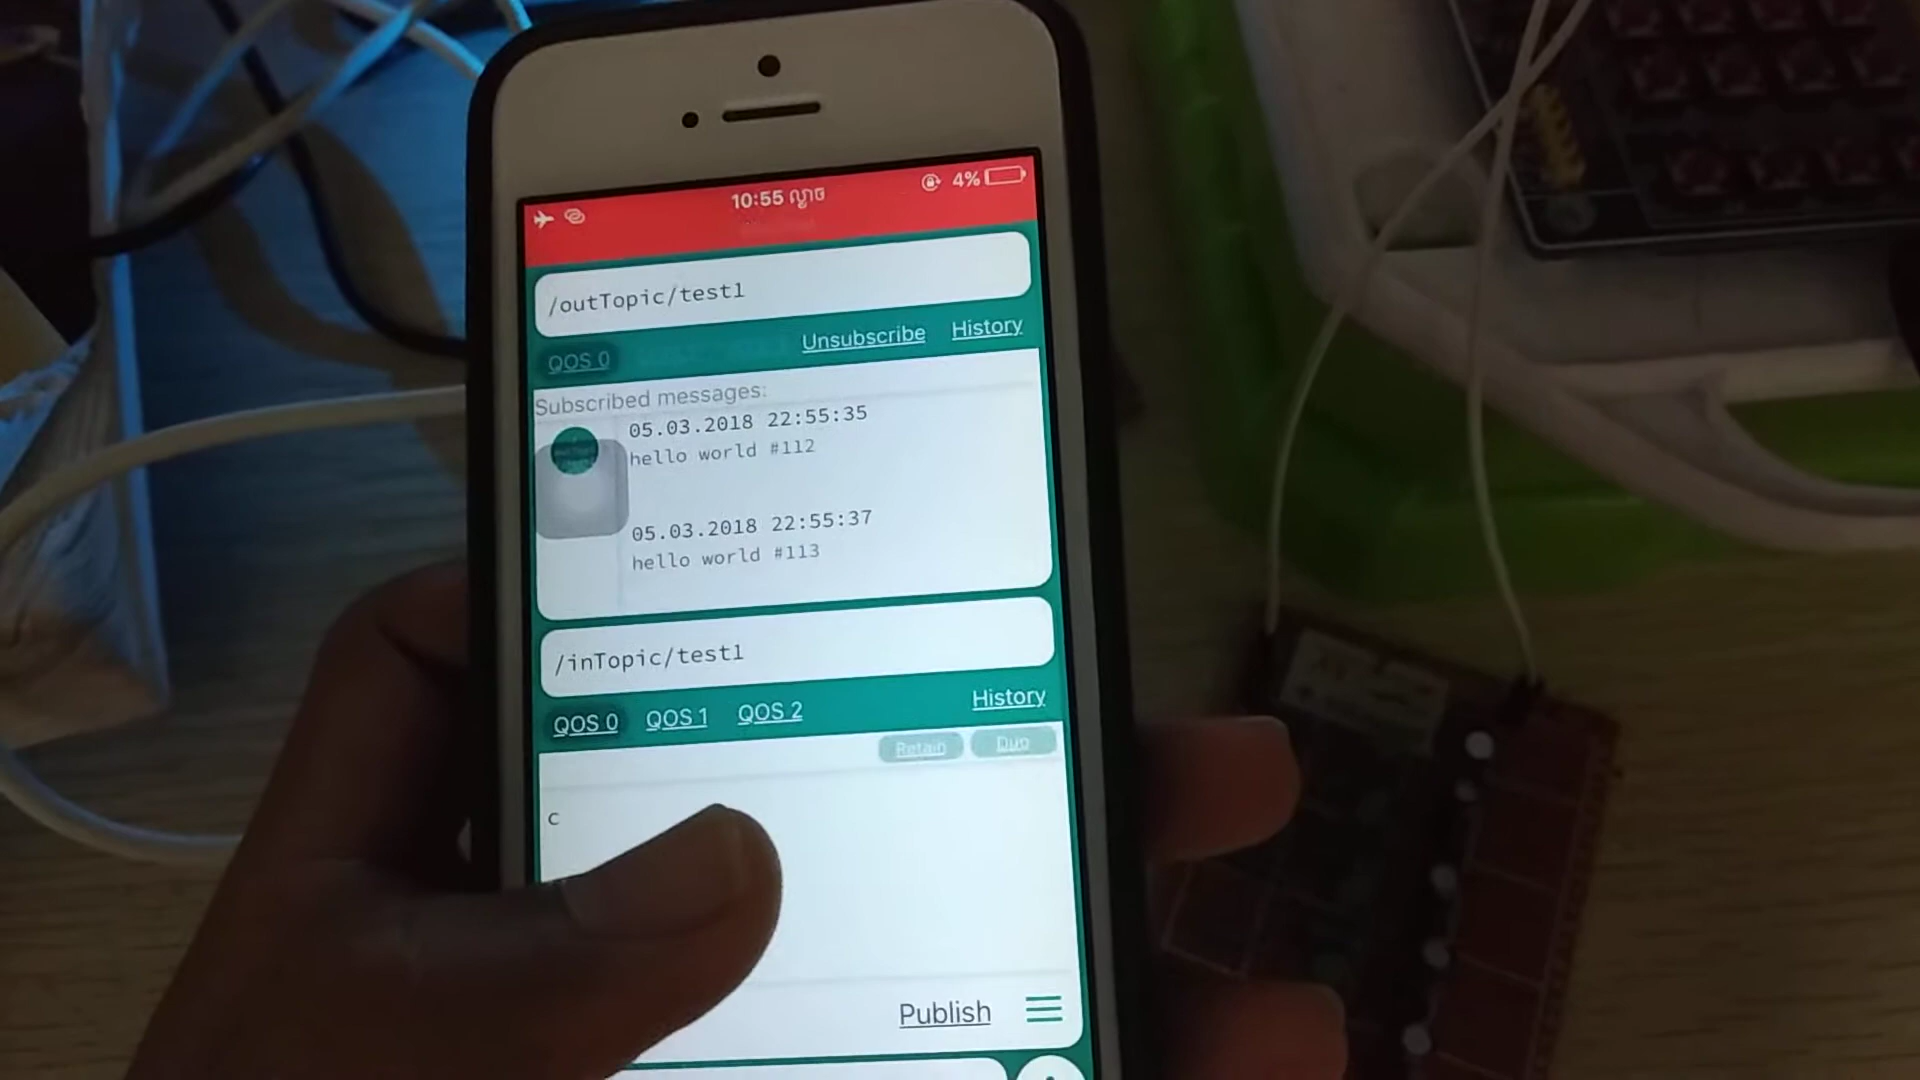 10:55 ល្ងាច
4%
/outTopic/test1
QOS 0
Unsubscribe
History
Subscribed messages:
05.03.2018 22:55:35
hello world #112
05.03.2018 22:55:37
hello world #113
/inTopic/test1
QOS 0
QOS 1
QOS 2
History
Retain
Dup
c
Publish